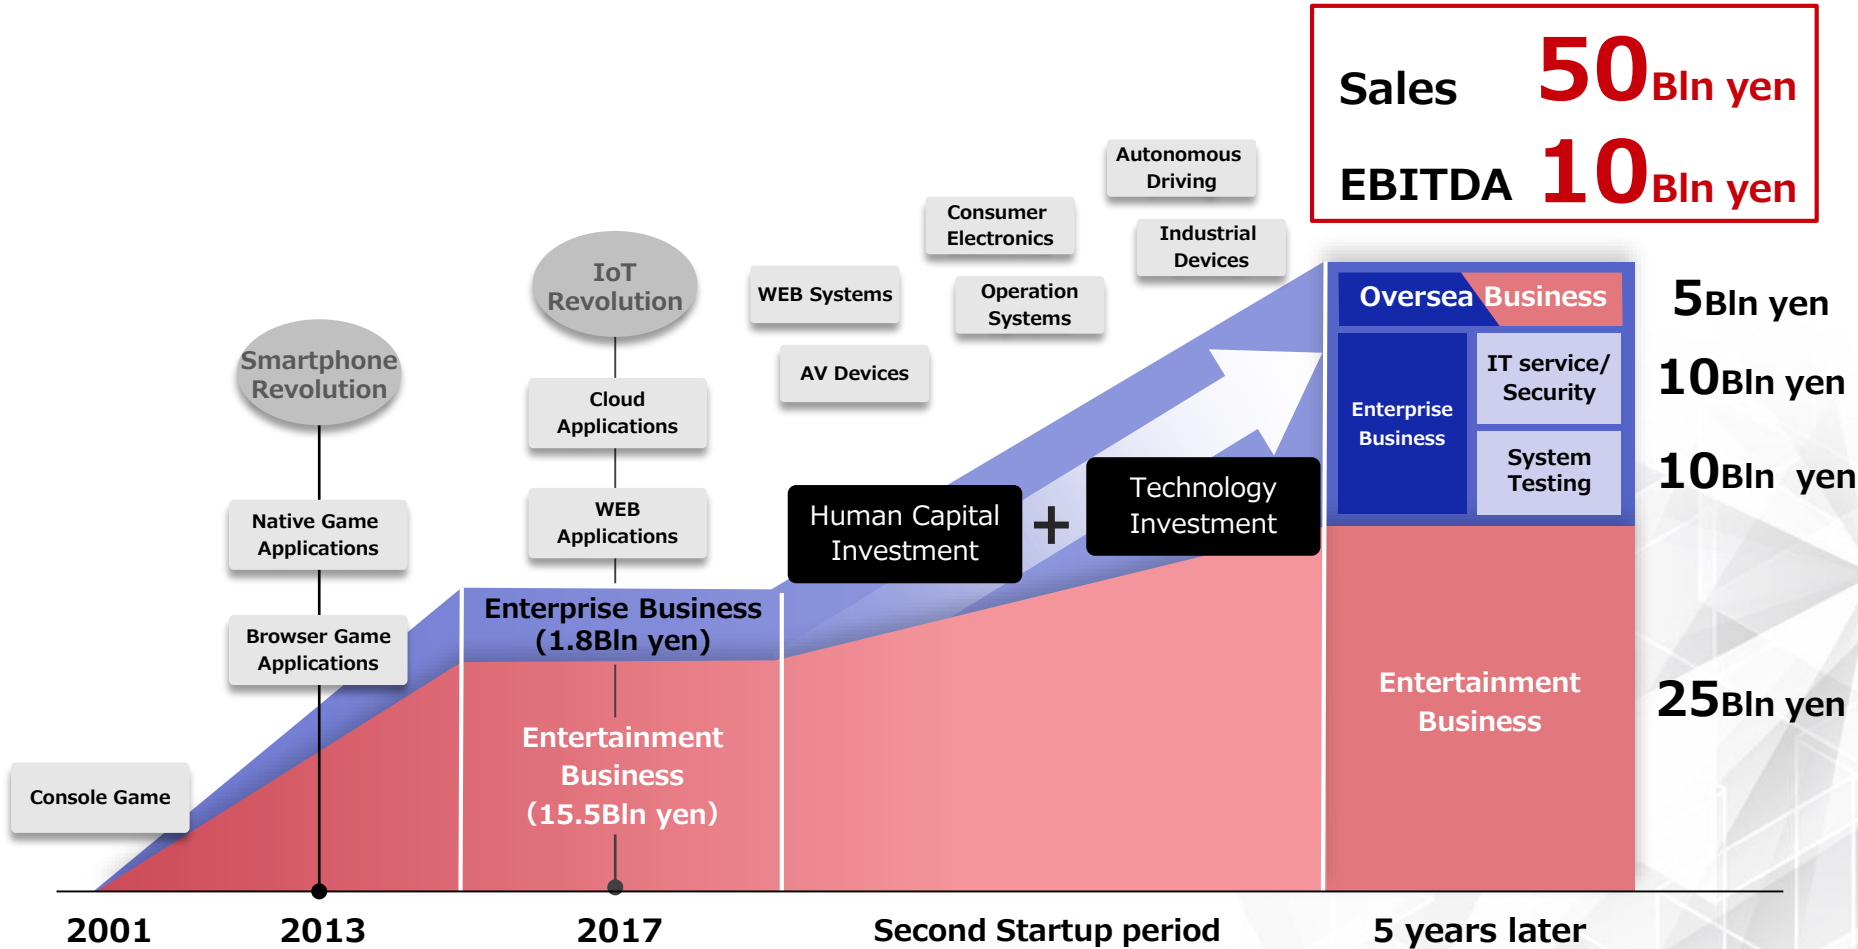 Sales 50Bln yen
EBITDA 10Bln yen
Autonomous
Driving
Consumer
Electronics
Industrial
Devices
IoT
Revolution
WEB Systems
Operation
Systems
Oversea Business
5Bln yen
Smartphone
Revolution
AV Devices
Cloud
Applications
IT service/
Security
10Bln yen
Enterprise
Business
System
Testing
10Bln yen
Native Game
Applications
WEB
Applications
Human Capital
Investment
+
Technology
Investment
Browser Game
Applications
Enterprise Business
(1.8Bln yen)
Entertainment
Business
(15.5Bln yen)
Entertainment
Business
25Bln yen
Console Game
2001
2013
2017
Second Startup period
5 years later